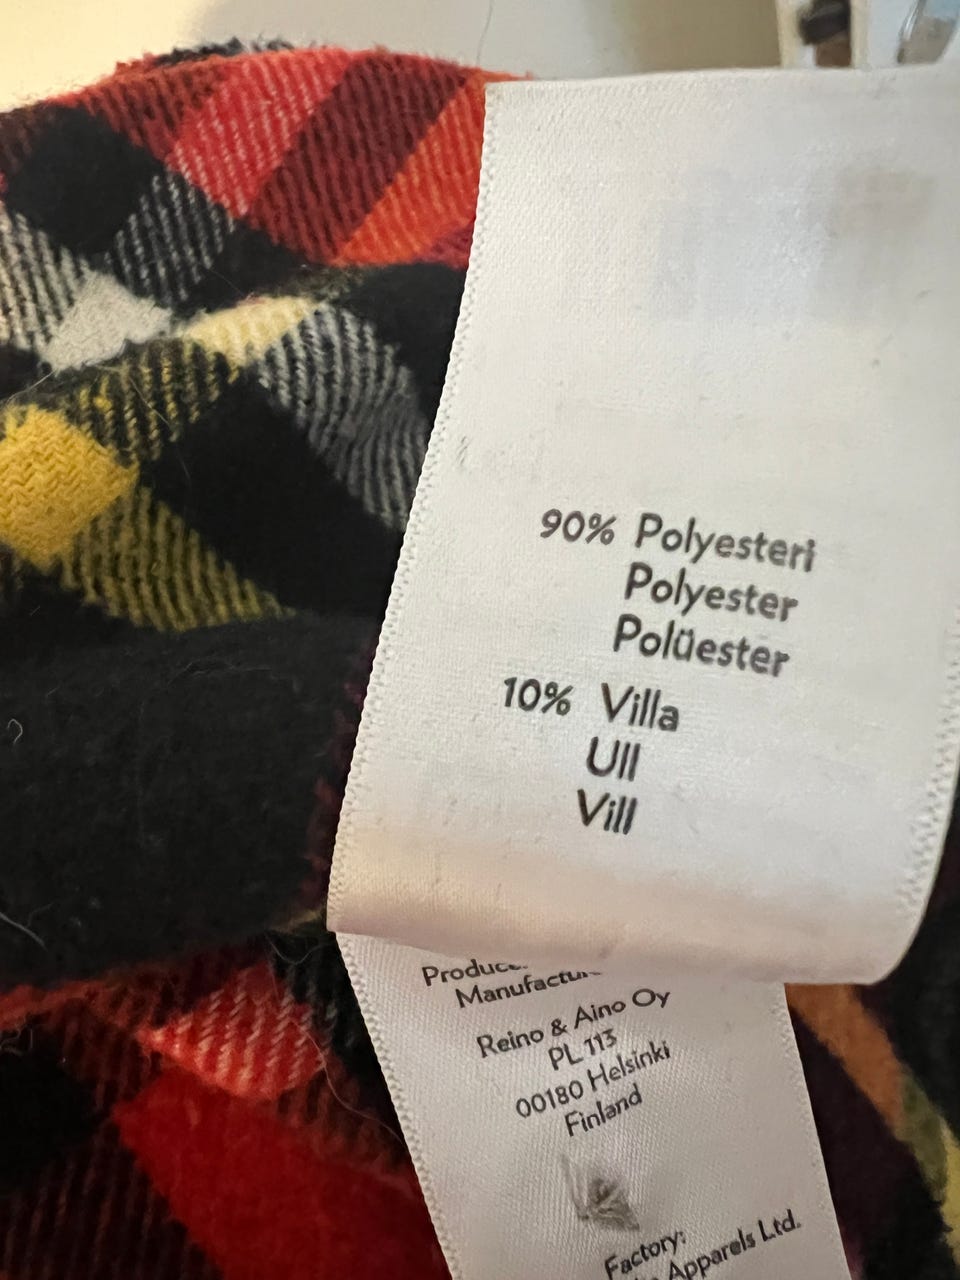 90% Polyesteri
Polyester
Polüester
10% Villa
Ull
Vill
Reino & Aino Oy
PL 113
00180 Helsinki
Finland
Factory:
Apparels Ltd.